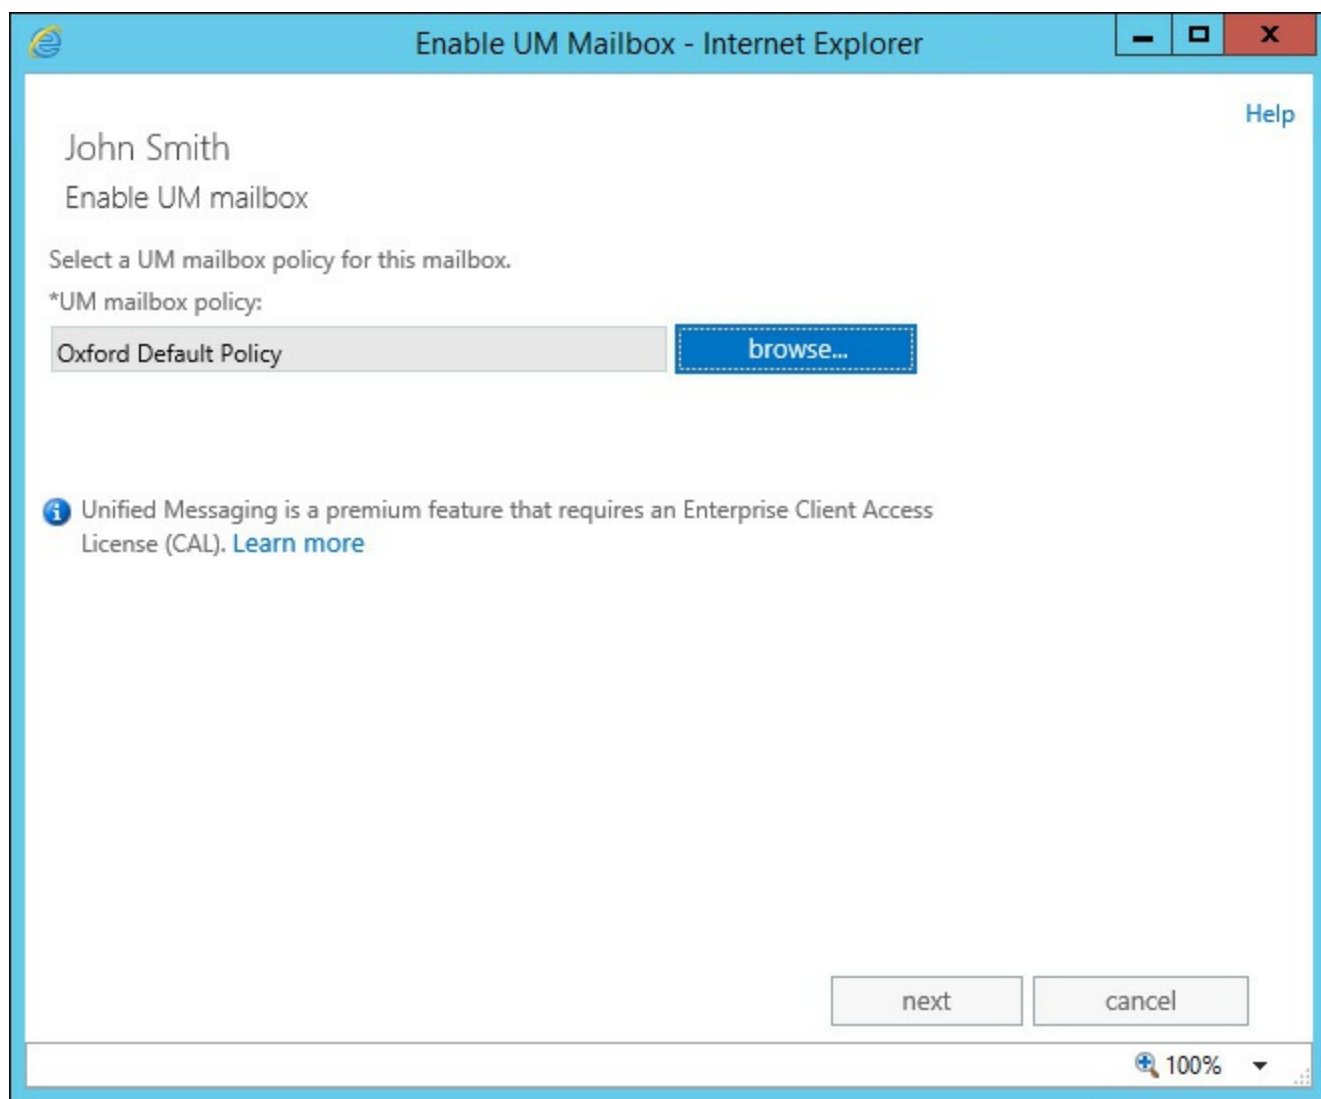 Enable UM Mailbox - Internet Explorer
Help
John Smith
Enable UM mailbox
Select a UM mailbox policy for this mailbox.
*UM mailbox policy:
Oxford Default Policy
browse...
Unified Messaging is a premium feature that requires an Enterprise Client Access
License (CAL). Learn more
next
cancel
100%